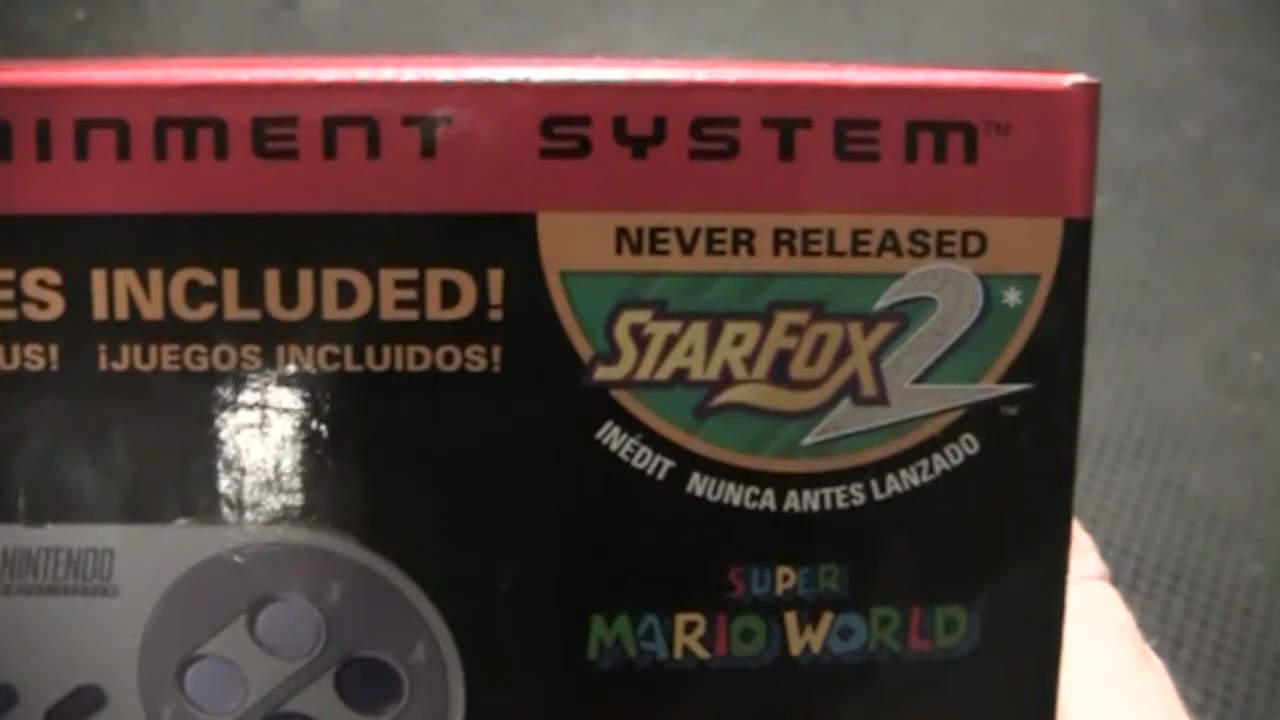 AINMENT SYSTEM™
NEVER RELEASED
ES INCLUDED!
STARFOX 2*
™
US! ¡JUEGOS INCLUIDOS!
INÉDIT NUNCA ANTES LANZADO
NINTENDO
SUPER
MARIO WORLD